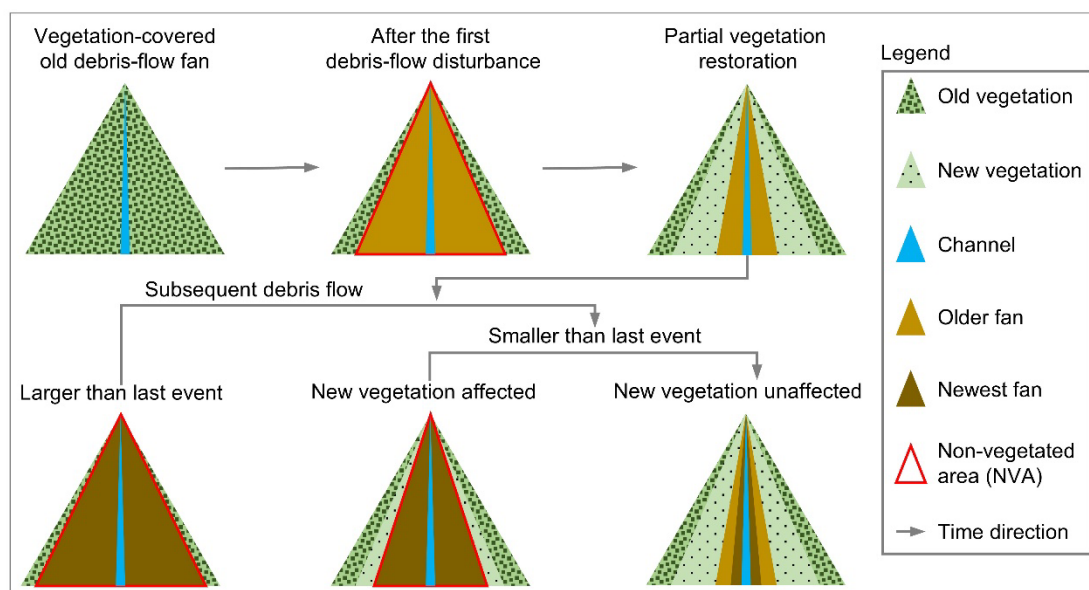 Vegetation-covered
old debris-flow fan
After the first
debris-flow disturbance
Partial vegetation
restoration
Legend
Old vegetation
New vegetation
Channel
Older fan
Newest fan
Non-vegetated
area (NVA)
Time direction
Subsequent debris flow
Smaller than last event
Larger than last event
New vegetation affected
New vegetation unaffected